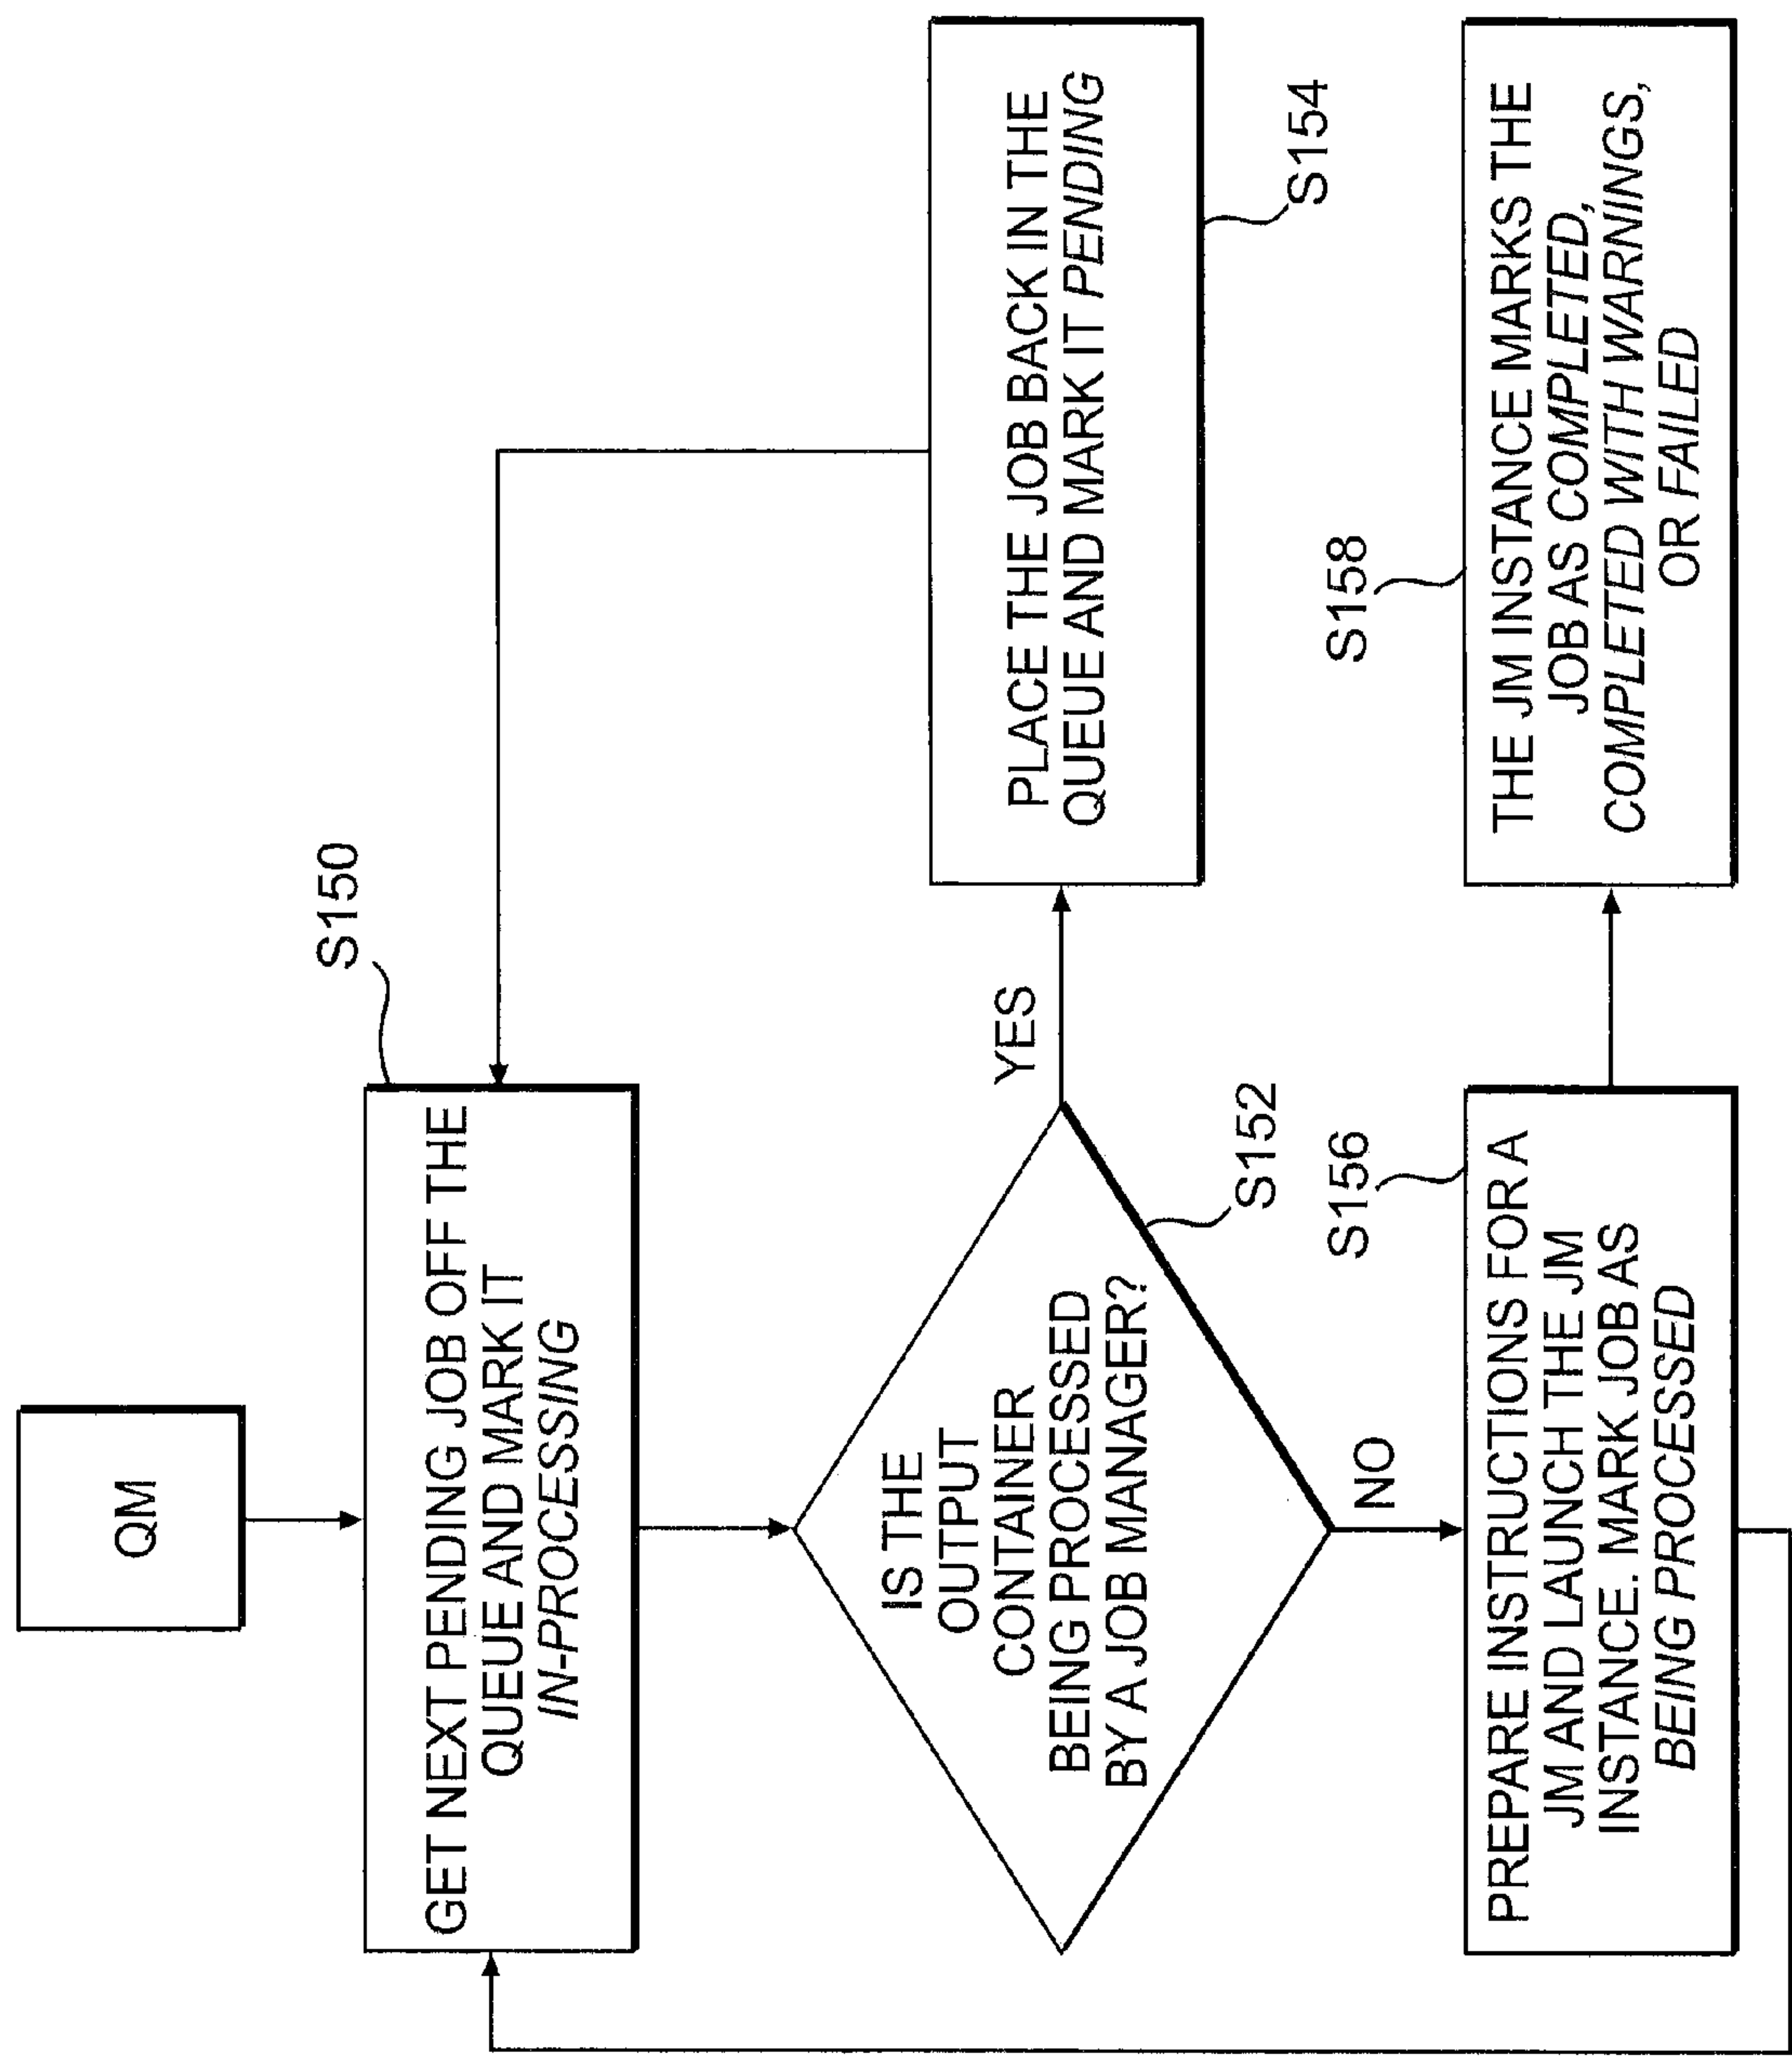 QM
S150
GET NEXT PENDING JOB OFF THE
QUEUE AND MARK IT
IN-PROCESSING
IS THE
OUTPUT
CONTAINER
BEING PROCESSED
BY A JOB MANAGER?
YES
S152
PLACE THE JOB BACK IN THE
QUEUE AND MARK IT PENDING
S154
NO
S156
PREPARE INSTRUCTIONS FOR A
JM AND LAUNCH THE JM
INSTANCE. MARK JOB AS
BEING PROCESSED
S158
THE JM INSTANCE MARKS THE
JOB AS COMPLETED,
COMPLETED WITH WARNINGS,
OR FAILED